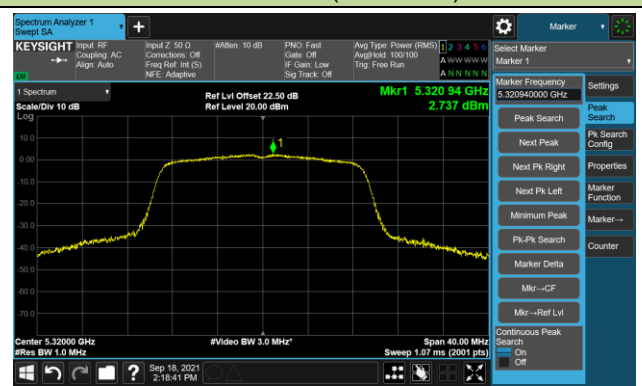 Spectrum Analyzer 1
Swept SA
Marker
KEYSIGHT
Input: RF
Coupling: AC
Align: Auto
Input Z: 50 Ω
Corrections: Off
Freq Ref: Int (S)
NFE: Adaptive
#Atten: 10 dB
PNO: Fast
Gate: Off
IF Gain: Low
Sig Track: Off
Avg Type: Power (RMS)
Avg|Hold: 100/100
Trig: Free Run
1 2 3 4 5 6
A W W W W W
A N N N N N
LXI
Select Marker
Marker 1
1 Spectrum
Scale/Div 10 dB
Log
Ref Lvl Offset 22.50 dB
Ref Level 20.00 dBm
Mkr1 5.320 94 GHz
2.737 dBm
10.0
0.00
-10.0
-20.0
-30.0
-40.0
-50.0
-60.0
-70.0
1
Center 5.32000 GHz
#Res BW 1.0 MHz
#Video BW 3.0 MHz*
Span 40.00 MHz
Sweep 1.07 ms (2001 pts)
Marker Frequency
5.320940000 GHz
Peak Search
Next Peak
Next Pk Right
Next Pk Left
Minimum Peak
Pk-Pk Search
Marker Delta
Mkr→CF
Mkr→Ref Lvl
Continuous Peak
Search
On
Off
Settings
Peak
Search
Pk Search
Config
Properties
Marker
Function
Marker→
Counter
Sep 18, 2021
2:18:41 PM